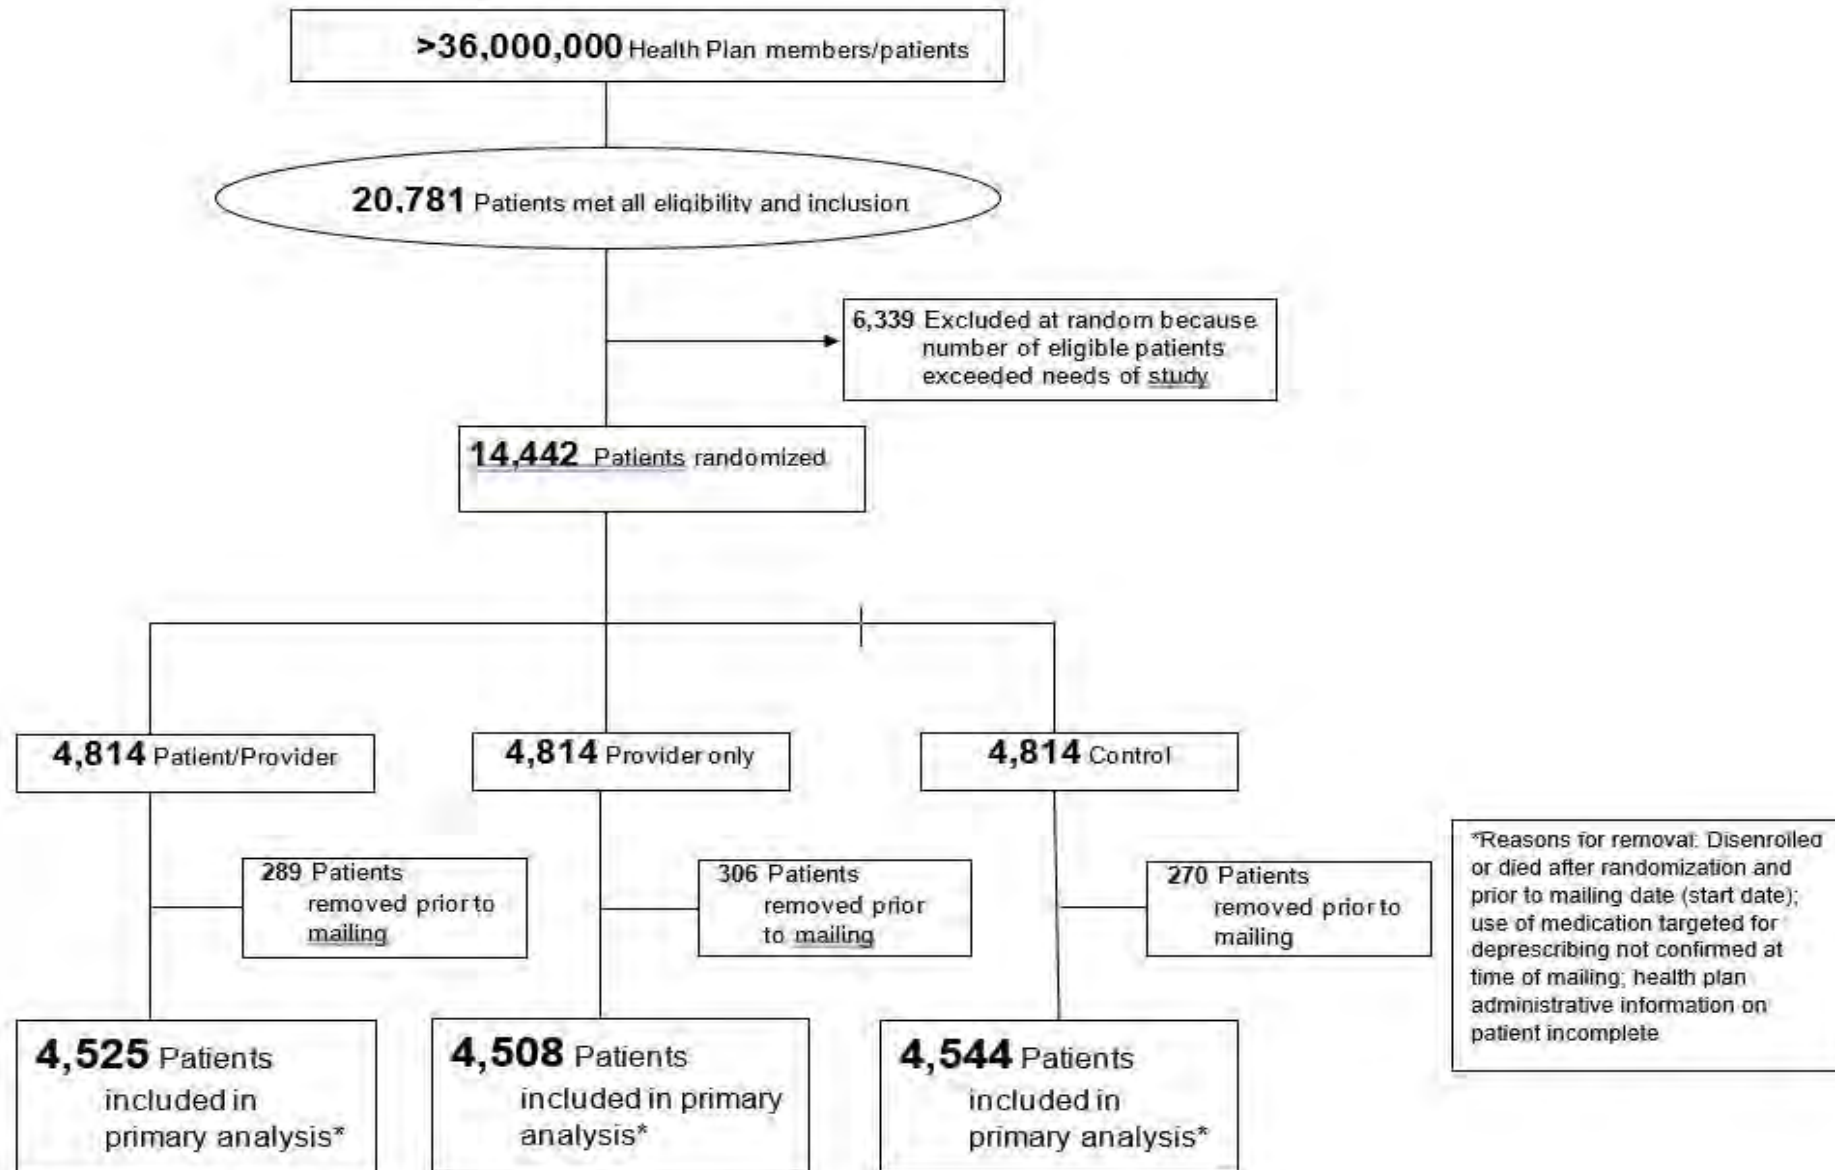 >36,000,000 Health Plan members/patients
20,781 Patients met all eligibility and inclusion
6,339 Excluded at random because
number of eligible patients
exceeded needs of study
14,442 Patients randomized
4,814 Patient/Provider
4,814 Provider only
4,814 Control
289 Patients
removed prior to
mailing
306 Patients
removed prior
to mailing
270 Patients
removed prior to
mailing
*Reasons for removal: Disenrolled
or died after randomization and
prior to mailing date (start date);
use of medication targeted for
deprescribing not confirmed at
time of mailing; health plan
administrative information on
patient incomplete
4,525 Patients
included in
primary analysis*
4,508 Patients
included in primary
analysis*
4,544 Patients
included in
primary analysis*